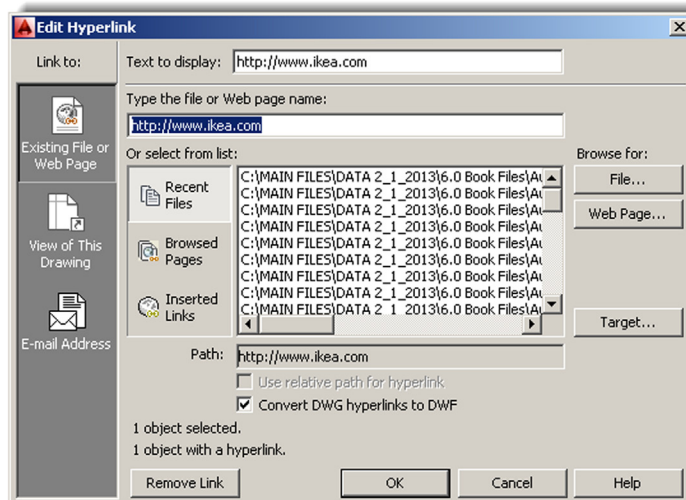 Edit Hyperlink
Link to:
Text to display: http://www.ikea.com
Type the file or Web page name:
http://www.ikea.com
Existing File or
Web Page
View of This
Drawing
E-mail Address
Or select from list:
Recent
Files
Browsed
Pages
Inserted
Links
C:\MAIN FILES\DATA 2_1_2013\6.0 Book Files\Au
C:\MAIN FILES\DATA 2_1_2013\6.0 Book Files\Au
C:\MAIN FILES\DATA 2_1_2013\6.0 Book Files\Au
C:\MAIN FILES\DATA 2_1_2013\6.0 Book Files\Au
C:\MAIN FILES\DATA 2_1_2013\6.0 Book Files\Au
C:\MAIN FILES\DATA 2_1_2013\6.0 Book Files\Au
C:\MAIN FILES\DATA 2_1_2013\6.0 Book Files\Au
C:\MAIN FILES\DATA 2_1_2013\6.0 Book Files\Au
C:\MAIN FILES\DATA 2_1_2013\6.0 Book Files\Au
Browse for:
File...
Web Page...
Target...
Path: http://www.ikea.com
Use relative path for hyperlink
Convert DWG hyperlinks to DWF
1 object selected.
1 object with a hyperlink.
Remove Link
OK
Cancel
Help